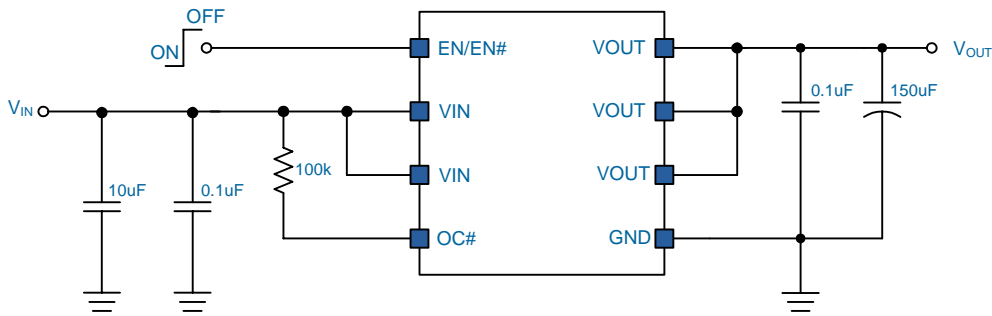 OFF
ON
EN/EN#
VOUT
VOUT
0.1uF
150uF
VIN
VIN
VOUT
100k
VIN
VOUT
10uF
0.1uF
OC#
GND